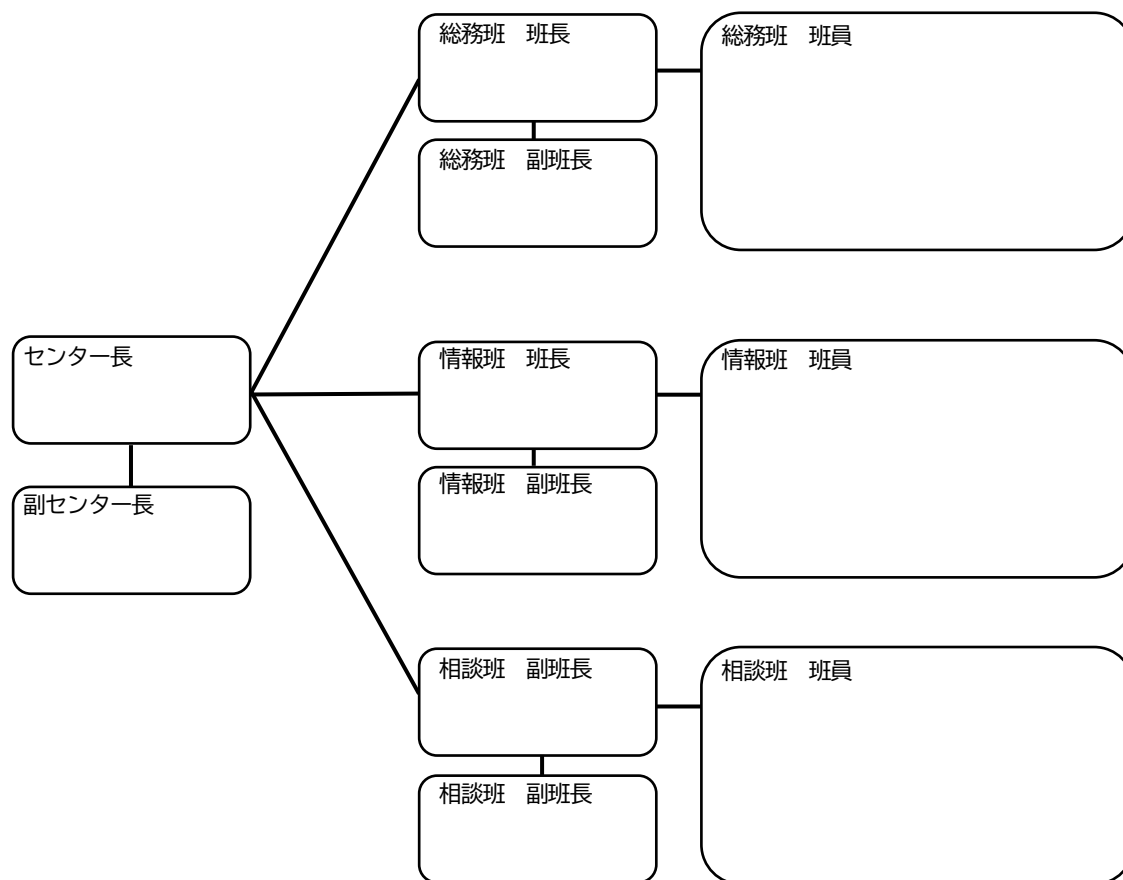 総務班　班長
総務班　班員
総務班　副班長
センター長
副センター長
情報班　班長
情報班　班員
情報班　副班長
相談班　副班長
相談班　班員
相談班　副班長